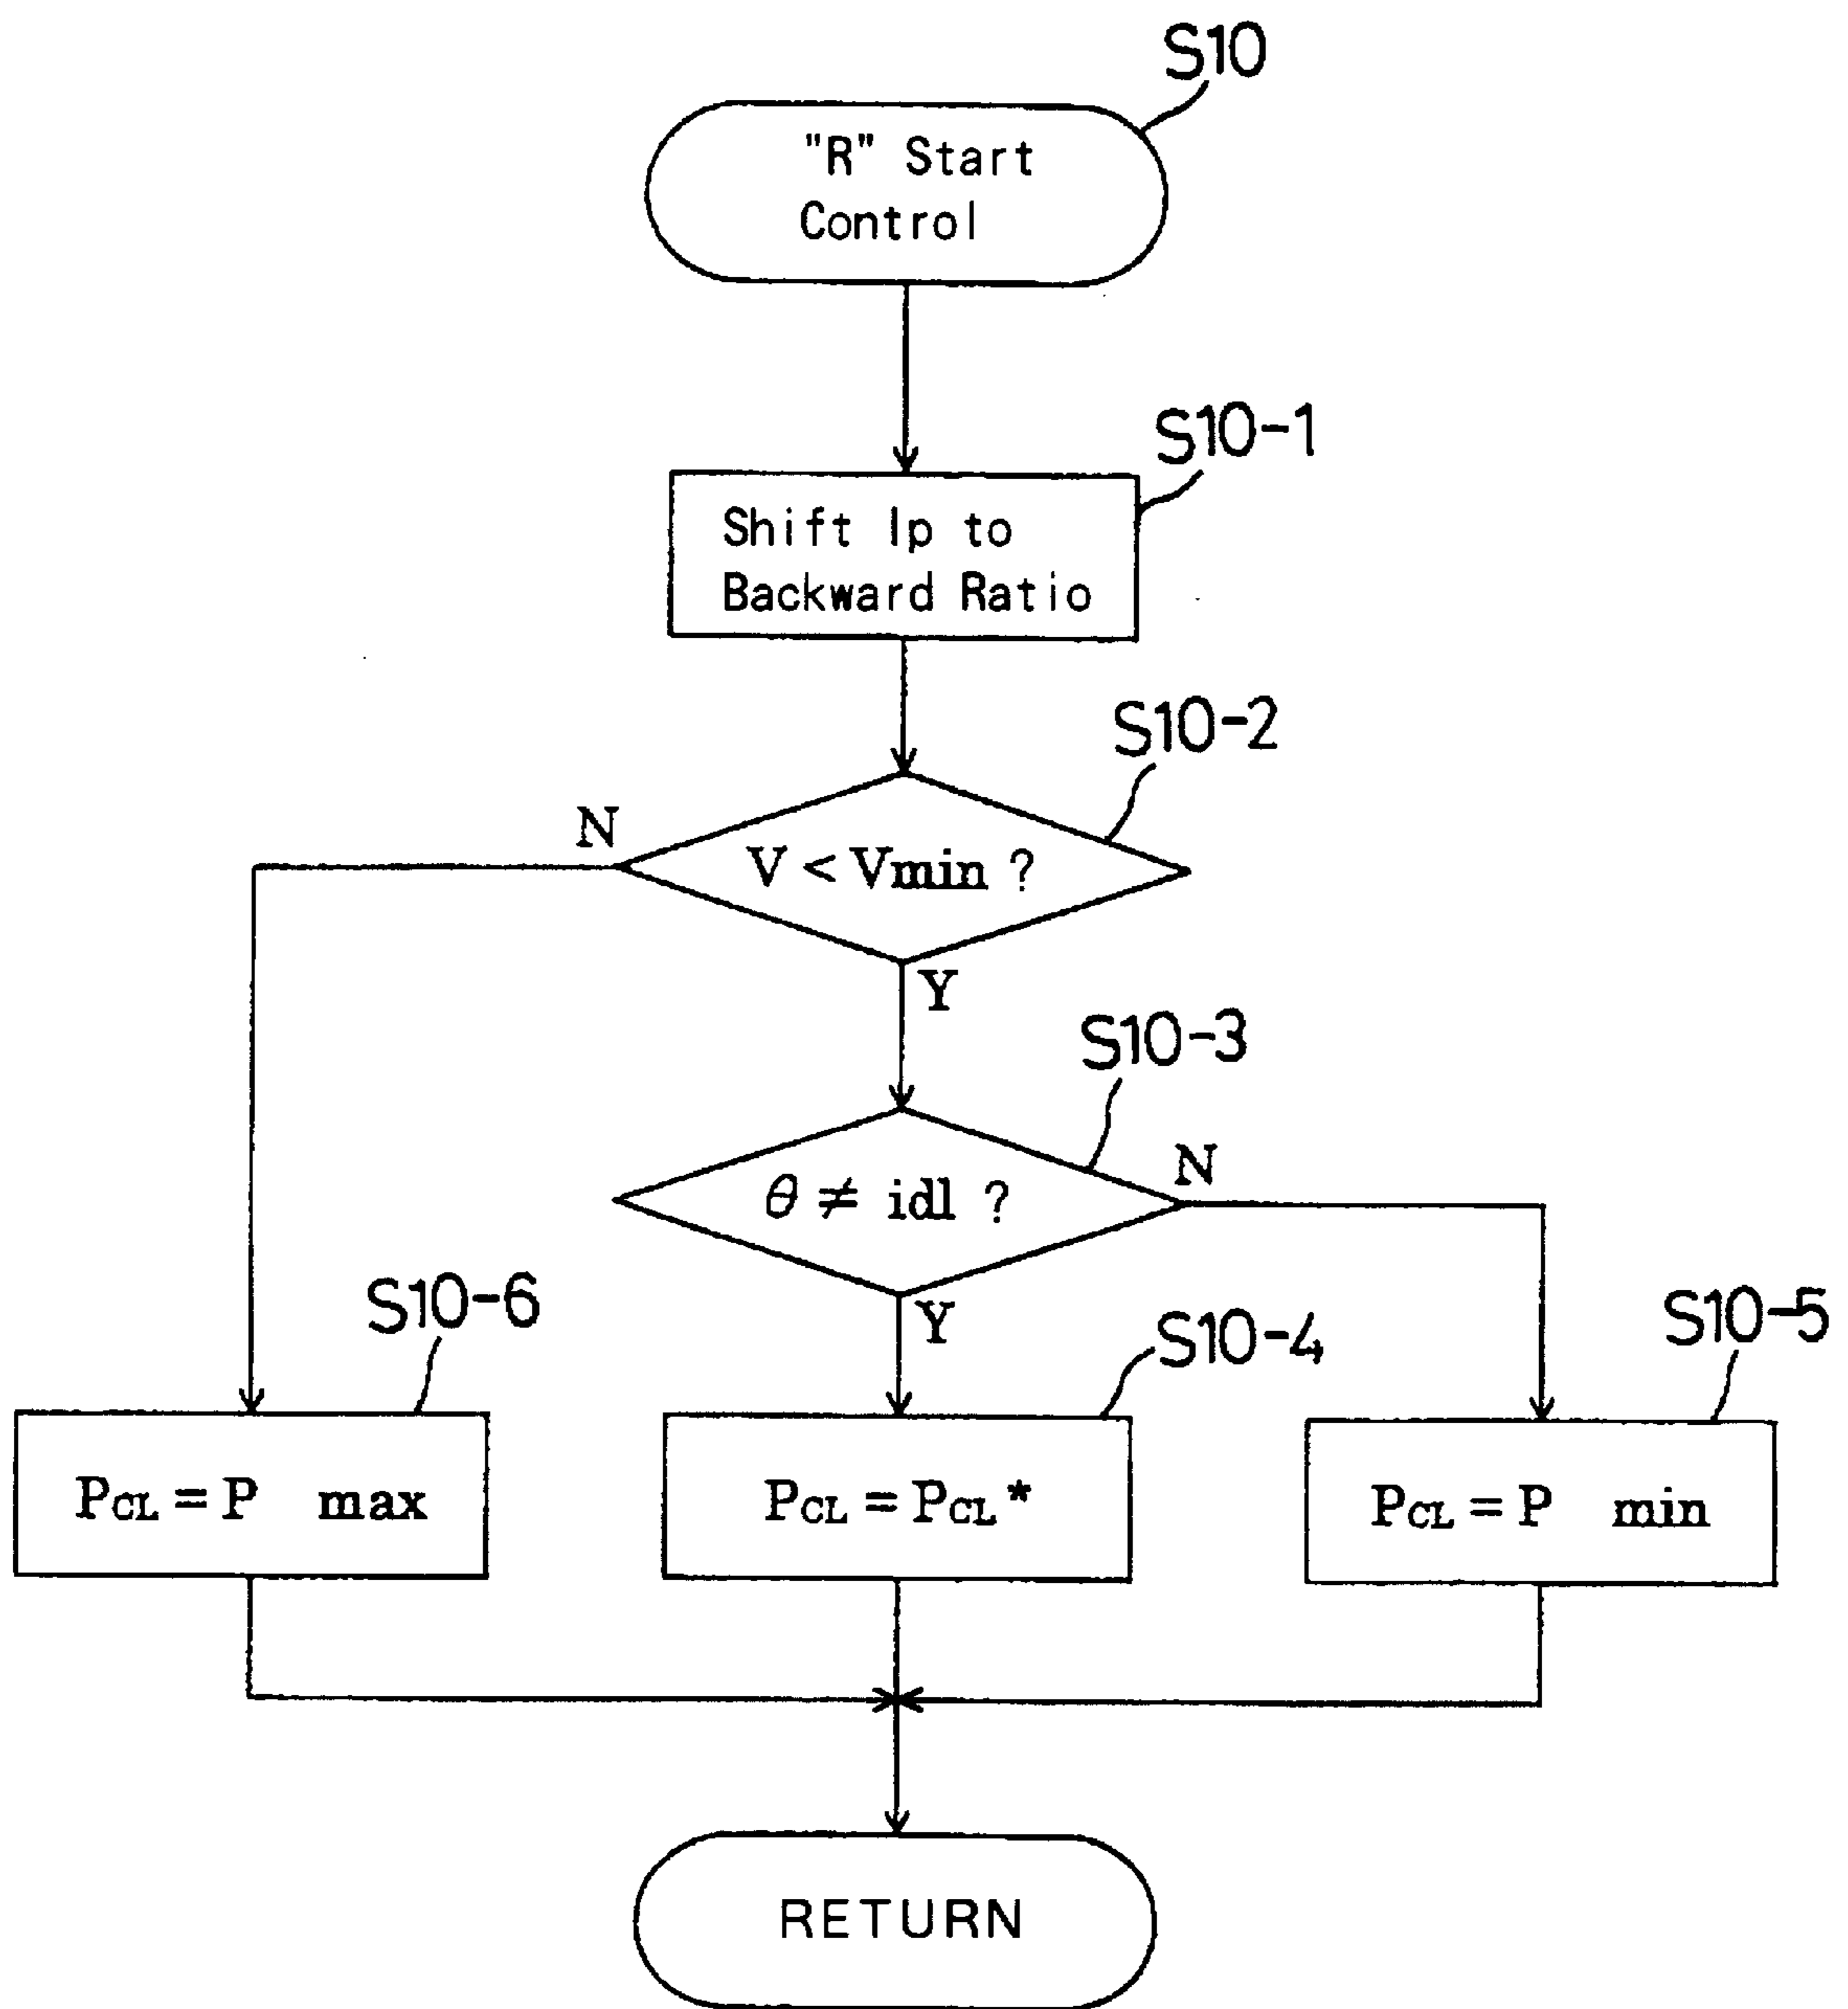 S10
"R" Start
Control
S10-1
Shift Ip to
Backward Ratio
S10-2
N
V < Vmin ?
Y
S10-3
N
θ ≠ idl ?
Y
S10-6
S10-4
S10-5
PCL = P max
PCL = PCL*
PCL = P min
RETURN